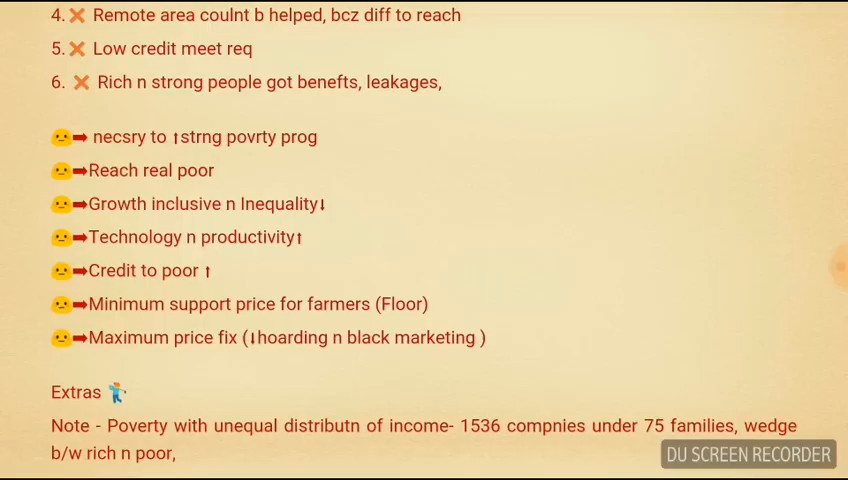 4.❌ Remote area coulnt b helped, bcz diff to reach
5.❌ Low credit meet req
6. ❌ Rich n strong people got benefts, leakages,
😐➡ necsry to ⬆strng povrty prog
😐➡Reach real poor
😐➡Growth inclusive n Inequality⬇
😐➡Technology n productivity⬆
😐➡Credit to poor ⬆
😐➡Minimum support price for farmers (Floor)
😐➡Maximum price fix (⬇hoarding n black marketing )
Extras 🏌
Note - Poverty with unequal distributn of income- 1536 compnies under 75 families, wedge
b/w rich n poor,
DU SCREEN RECORDER